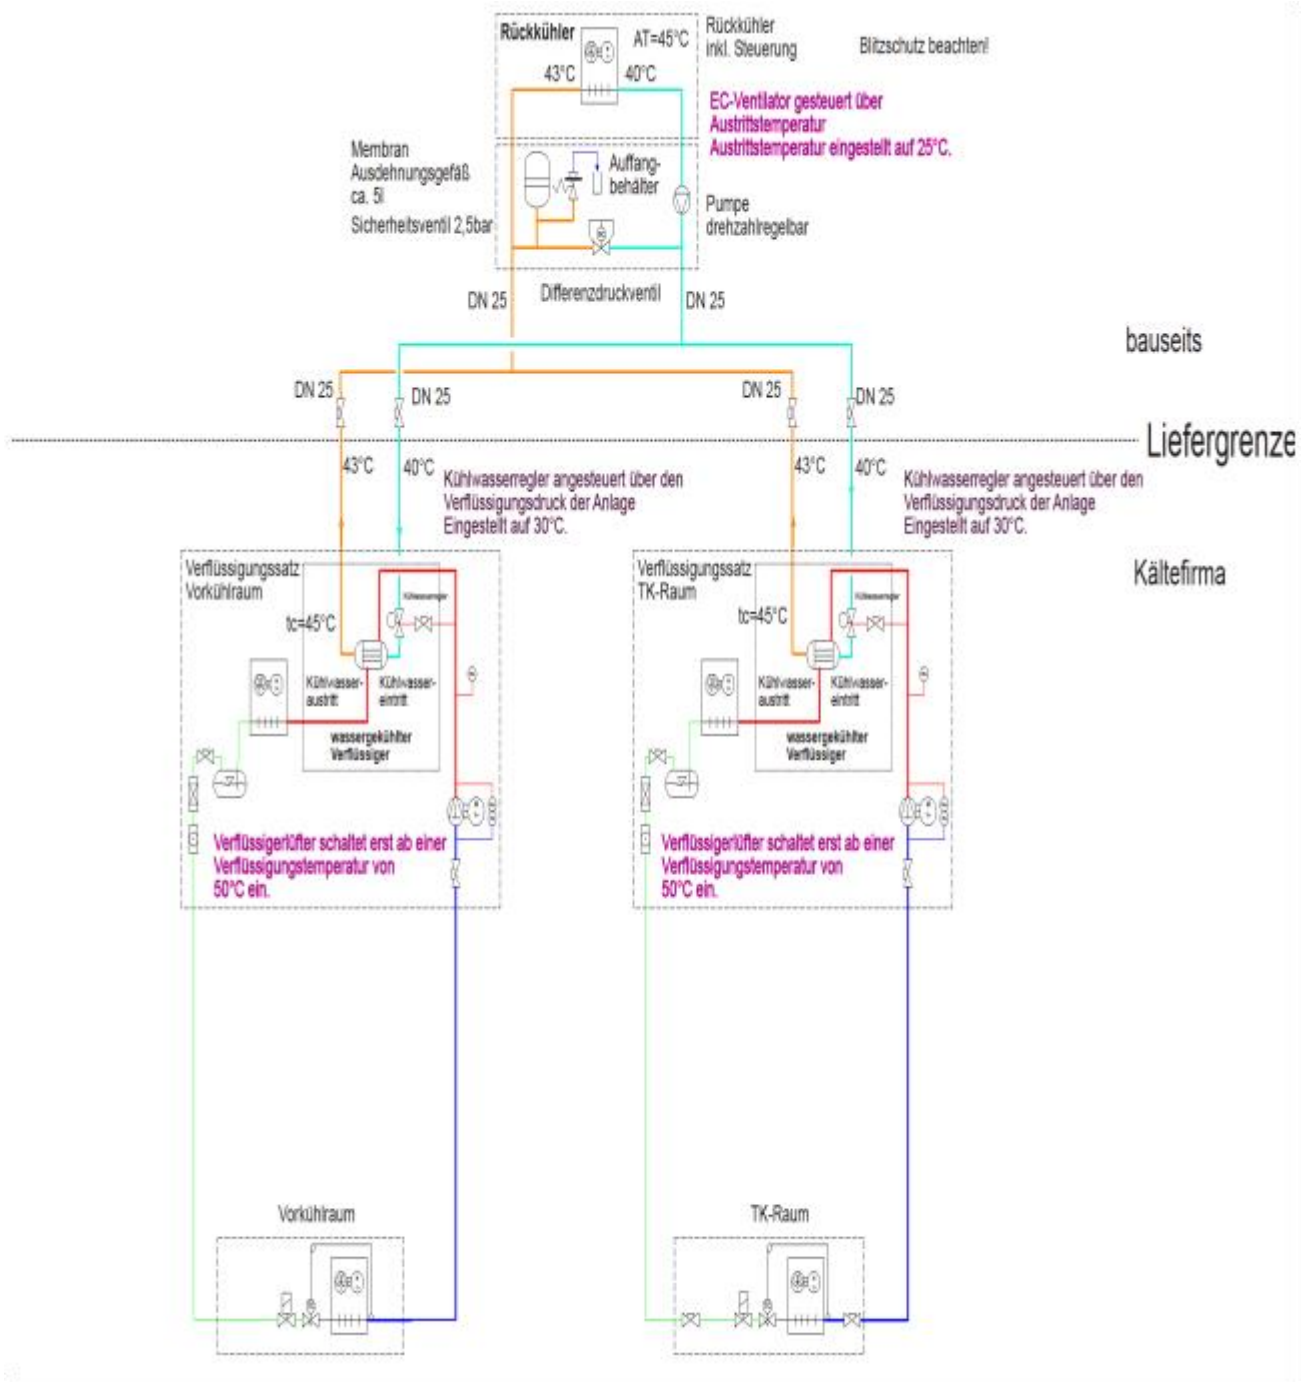 Rückkühler
AT=45°C
43°C
40°C
Rückkühler
inkl. Steuerung
Blitzschutz beachten!
EC-Ventilator gesteuert über
Austrittstemperatur
Austrittstemperatur eingestellt auf 25°C.
Membran
Ausdehnungsgefäß
ca. 5l
Sicherheitsventil 2,5bar
Auffang-
behälter
Pumpe
drehzahlregelbar
DN 25
Differenzdruckventil
DN 25
bauseits
DN 25
DN 25
DN 25
DN 25
Liefergrenze
43°C
40°C
Kühlwasserregler angesteuert über den
Verflüssigungsdruck der Anlage
Eingestellt auf 30°C.
43°C
40°C
Kühlwasserregler angesteuert über den
Verflüssigungsdruck der Anlage
Eingestellt auf 30°C.
Kältefirma
Verflüssigungssatz
Vorkühlraum
Kühlwasserregler
tc=45°C
Kühlwasser-
austritt
Kühlwasser-
eintritt
wassergekühlter
Verflüssiger
Verflüssigerlüfter schaltet erst ab einer
Verflüssigungstemperatur von
50°C ein.
Verflüssigungssatz
TK-Raum
Kühlwasserregler
tc=45°C
Kühlwasser-
austritt
Kühlwasser-
eintritt
wassergekühlter
Verflüssiger
Verflüssigerlüfter schaltet erst ab einer
Verflüssigungstemperatur von
50°C ein.
Vorkühlraum
TK-Raum